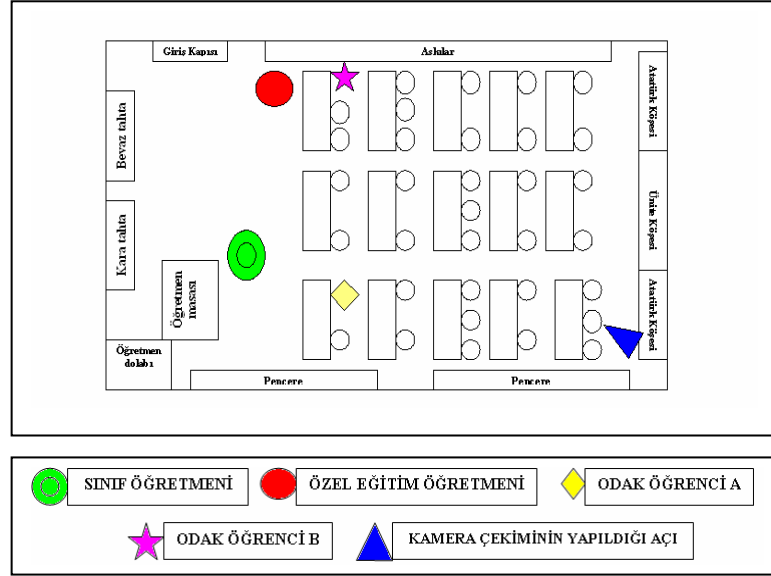 Giriş Kapısı
Askılar
Beyaz tahta
Kara tahta
Öğretmen
masası
Öğretmen
dolabı
Pencere
Pencere
Atatürk Köşesi
Ünite Köşesi
Atatürk Köşesi
SINIF ÖĞRETMENİ
ÖZEL EĞİTİM ÖĞRETMENİ
ODAK ÖĞRENCİ A
ODAK ÖĞRENCİ B
KAMERA ÇEKİMİNİN YAPILDIĞI AÇI